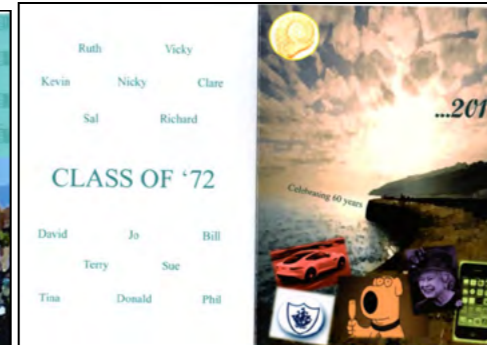 Ruth Vicky
Kevin Nicky Clare
Sal Richard
CLASS OF ‘72
David Jo Bill
Terry Sue
Tina Donald Phil
...201
Celebrating 60 years